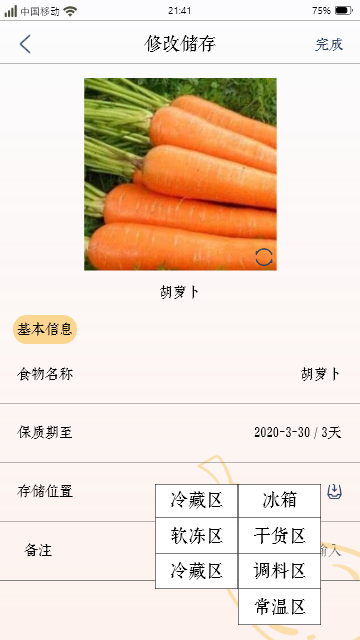 中国移动 21:41 75%
修改储存 完成
胡萝卜
基本信息
食物名称 胡萝卜
保质期至 2020-3-30 / 3天
存储位置
冷藏区 冰箱
软冻区 干货区
备注 输入
冷藏区 调料区
常温区